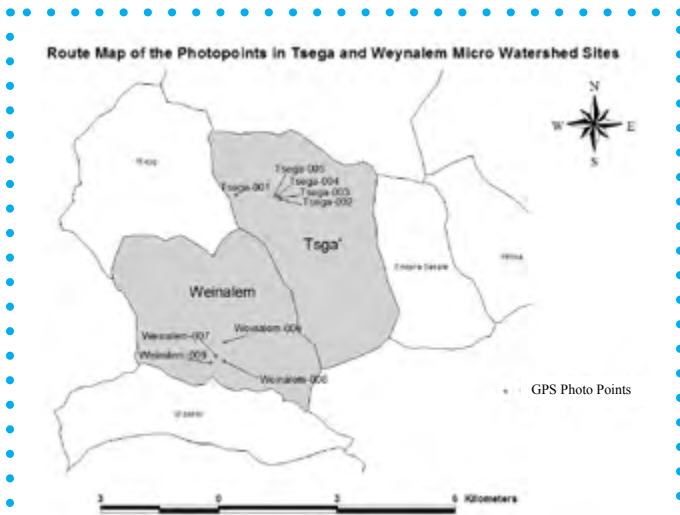 Route Map of the Photopoints in Tsega and Weynalem Micro Watershed Sites
N
W E
S
Tsega-005
Tsega-004
Tsega-001
Tsega-003
Tsega-002
Tsga'
Weinalem
Weinalem-007
Weinalem-006
Weinalem-009
Weinalem-008
GPS Photo Points
3 0 3 6 Kilometers